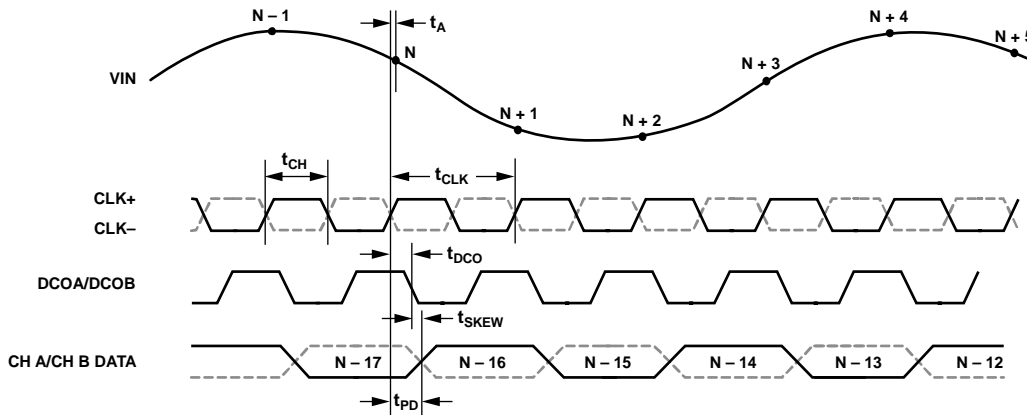 N – 1
tA
N
N + 1
N + 2
N + 3
N + 4
N + 5
VIN
tCH
tCLK
CLK+
CLK–
tDCO
DCOA/DCOB
tSKEW
CH A/CH B DATA
N – 17
N – 16
N – 15
N – 14
N – 13
N – 12
tPD